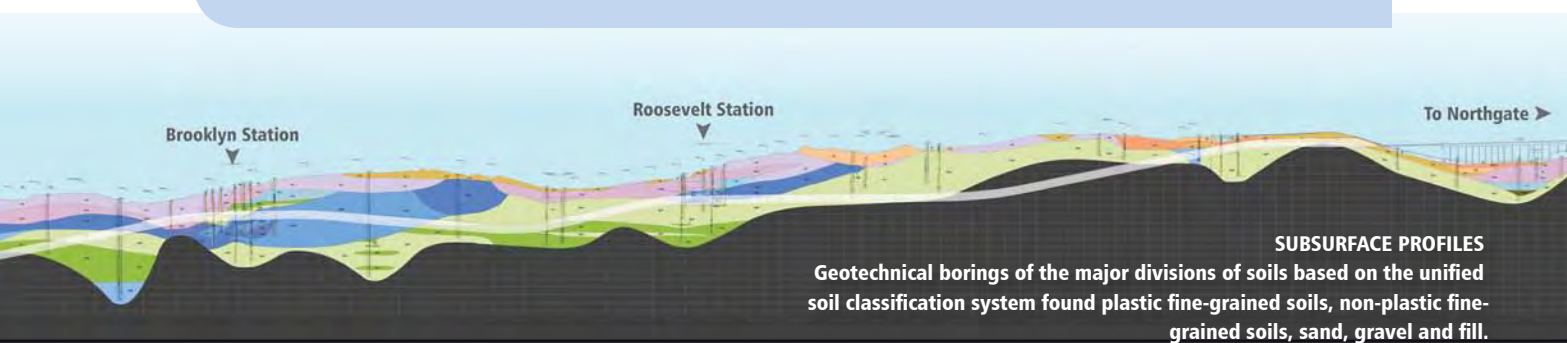 Roosevelt Station
To Northgate
Brooklyn Station
SUBSURFACE PROFILES
Geotechnical borings of the major divisions of soils based on the unified
soil classification system found plastic fine-grained soils, non-plastic fine-
grained soils, sand, gravel and fill.